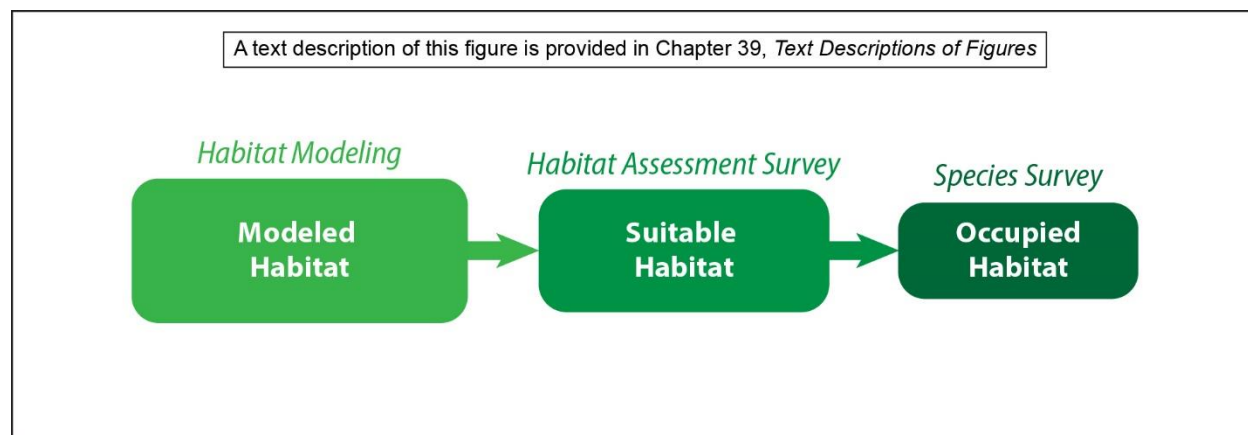 A text description of this figure is provided in Chapter 39, Text Descriptions of Figures
Habitat Modeling
Modeled
Habitat
Habitat Assessment Survey
Suitable
Habitat
Species Survey
Occupied
Habitat